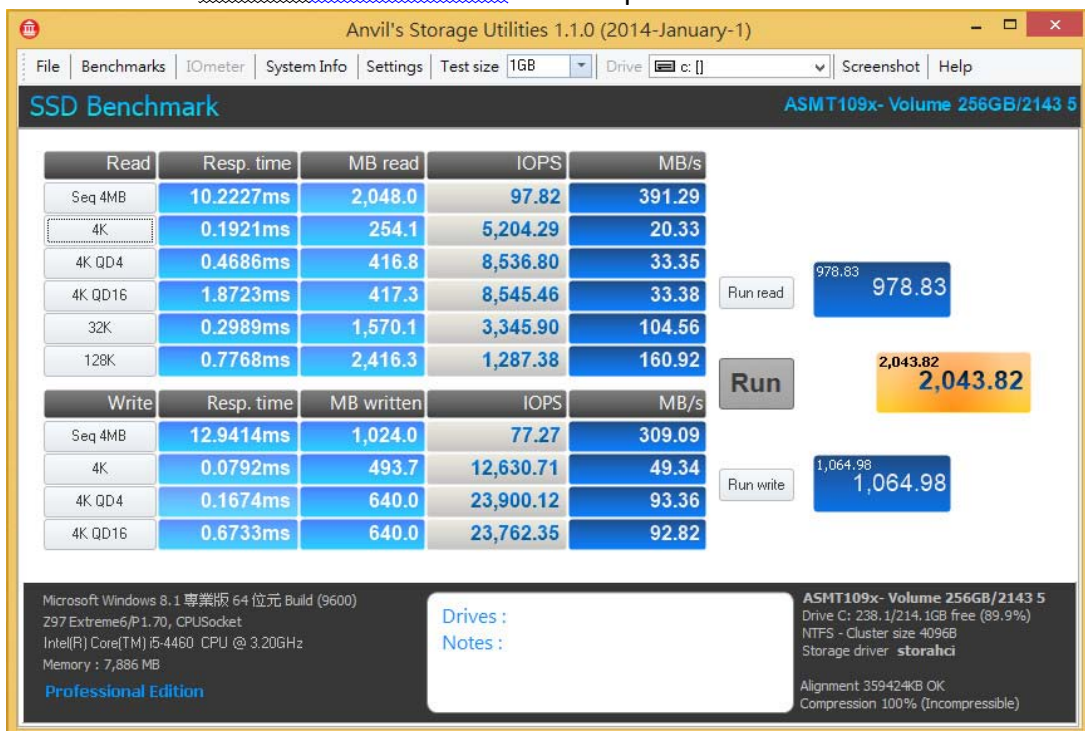 Anvil's Storage Utilities 1.1.0 (2014-January-1)
File Benchmarks IOmeter System Info Settings Test size 1GB Drive c: [] Screenshot Help
SSD Benchmark ASMT109x- Volume 256GB/2143 5
Read Resp. time MB read IOPS MB/s
Seq 4MB 10.2227ms 2,048.0 97.82 391.29
4K 0.1921ms 254.1 5,204.29 20.33
4K QD4 0.4686ms 416.8 8,536.80 33.35
4K QD16 1.8723ms 417.3 8,545.46 33.38
32K 0.2989ms 1,570.1 3,345.90 104.56
128K 0.7768ms 2,416.3 1,287.38 160.92
Run read 978.83 978.83
Run 2,043.82 2,043.82
Write Resp. time MB written IOPS MB/s
Seq 4MB 12.9414ms 1,024.0 77.27 309.09
4K 0.0792ms 493.7 12,630.71 49.34
4K QD4 0.1674ms 640.0 23,900.12 93.36
4K QD16 0.6733ms 640.0 23,762.35 92.82
Run write 1,064.98 1,064.98
Microsoft Windows 8.1 專業版 64 位元 Build (9600)
Z97 Extreme6/P1.70, CPUSocket
Intel(R) Core(TM) i5-4460 CPU @ 3.20GHz
Memory : 7,886 MB
Professional Edition
Drives :
Notes :
ASMT109x- Volume 256GB/2143 5
Drive C: 238.1/214.1GB free (89.9%)
NTFS - Cluster size 4096B
Storage driver storahci
Alignment 359424KB OK
Compression 100% (Incompressible)